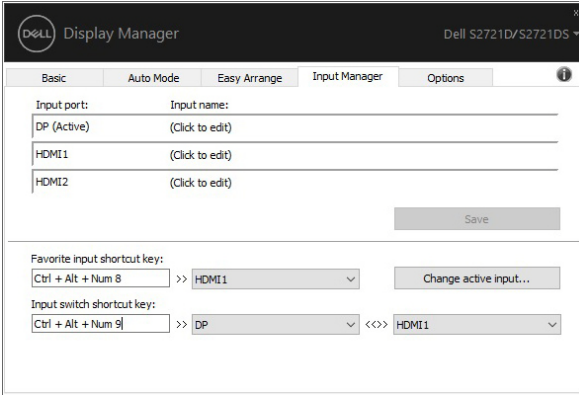 DELL Display Manager Dell S2721D/S2721DS
Basic Auto Mode Easy Arrange Input Manager Options
Input port: Input name:
DP (Active) (Click to edit)
HDMI1 (Click to edit)
HDMI2 (Click to edit)
Save
Favorite input shortcut key:
Ctrl + Alt + Num 8 >> HDMI1 Change active input...
Input switch shortcut key:
Ctrl + Alt + Num 9 >> DP <<>> HDMI1